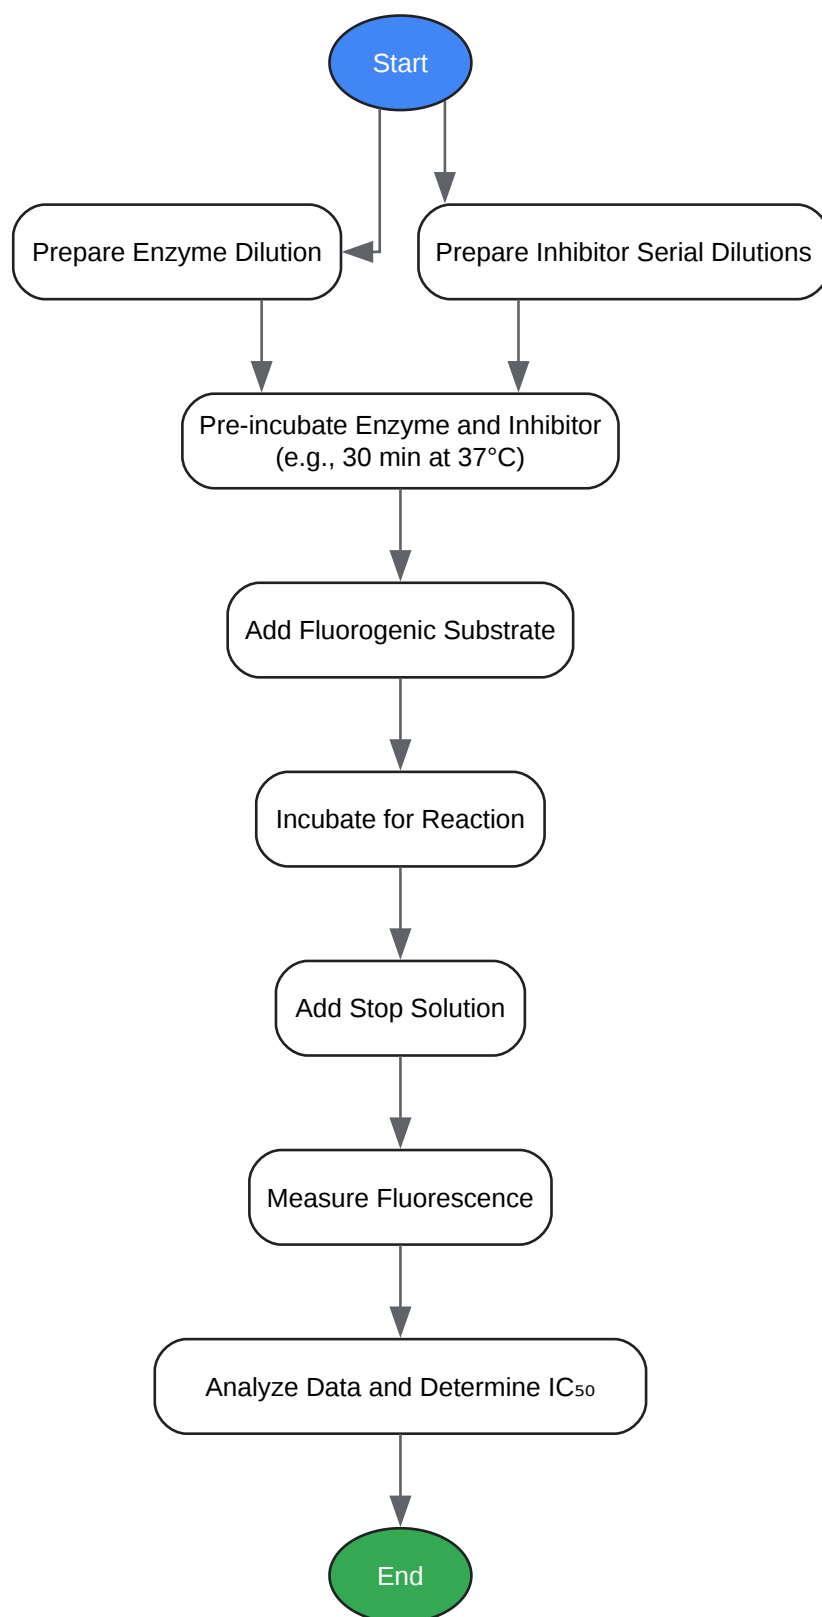 Start
Prepare Enzyme Dilution
Prepare Inhibitor Serial Dilutions
Pre-incubate Enzyme and Inhibitor
(e.g., 30 min at 37°C)
Add Fluorogenic Substrate
Incubate for Reaction
Add Stop Solution
Measure Fluorescence
Analyze Data and Determine IC₅₀
End